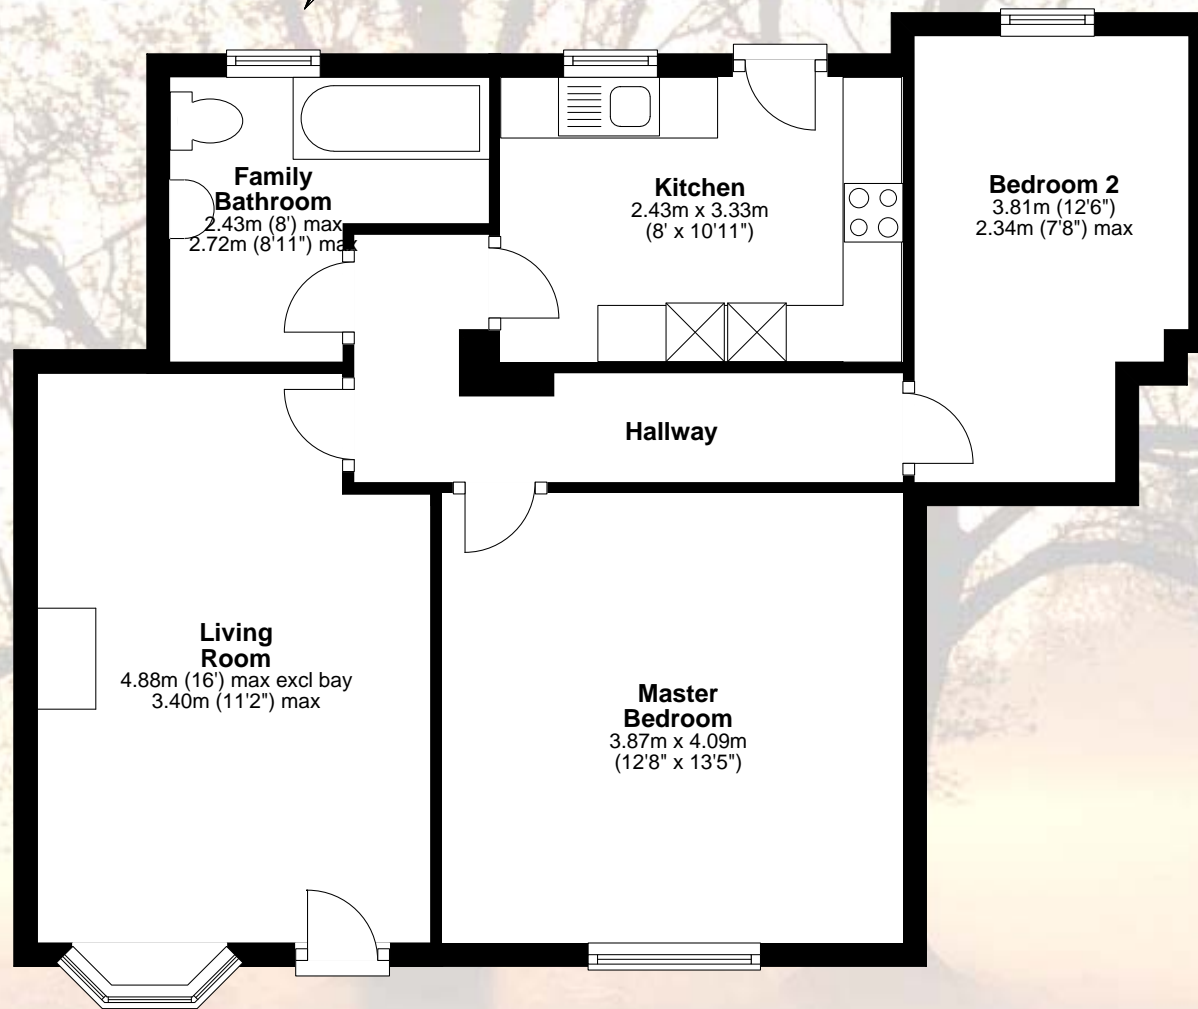 Family
Bathroom
2.43m (8') max
2.72m (8'11") max
Kitchen
2.43m x 3.33m
(8' x 10'11")
Bedroom 2
3.81m (12'6")
2.34m (7'8") max
Hallway
Living
Room
4.88m (16') max excl bay
3.40m (11'2") max
Master
Bedroom
3.87m x 4.09m
(12'8" x 13'5")